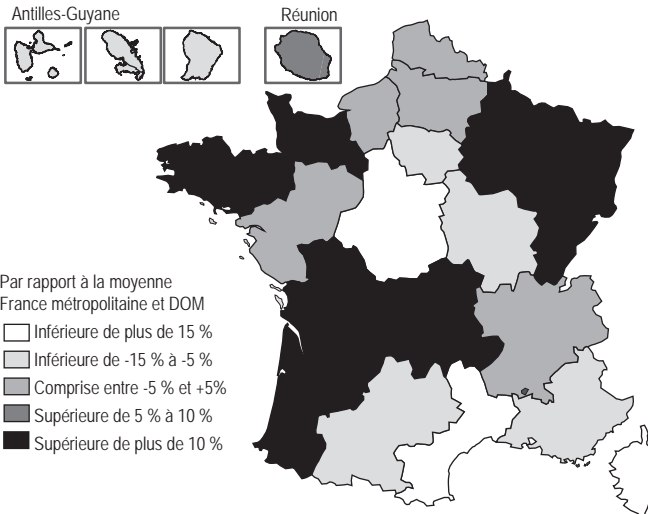 Antilles-Guyane
Réunion
Par rapport à la moyenne
France métropolitaine et DOM
Inférieure de plus de 15 %
Inférieure de -15 % à -5 %
Comprise entre -5 % et +5%
Supérieure de 5 % à 10 %
Supérieure de plus de 10 %